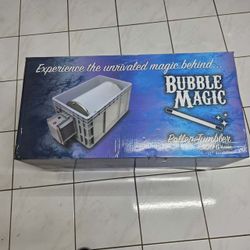 Experience the unrivaled magic behind...
BUBBLE
MAGIC
Roller Tumbler